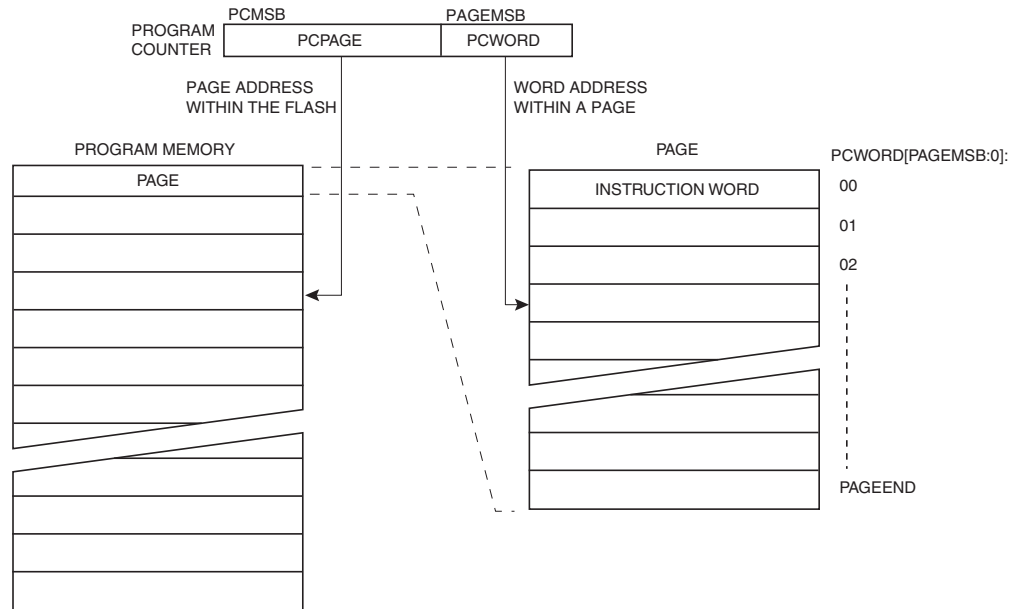 PCMSB PAGEMSB
PROGRAM
COUNTER
PCPAGE PCWORD
PAGE ADDRESS
WITHIN THE FLASH
WORD ADDRESS
WITHIN A PAGE
PROGRAM MEMORY
PAGE
PAGE
PCWORD[PAGEMSB:0]:
INSTRUCTION WORD
00
01
02
PAGEEND